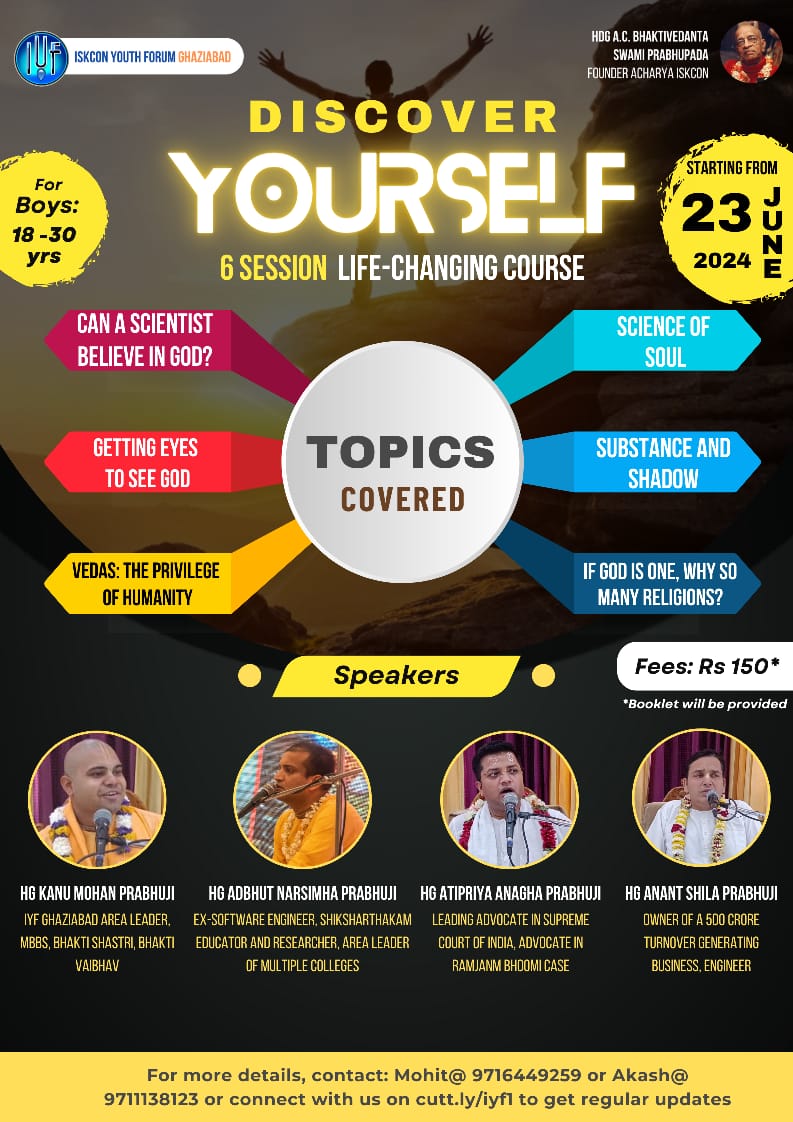 IYF
ISKCON YOUTH FORUM GHAZIABAD
HDG A.C. BHAKTIVEDANTA
SWAMI PRABHUPADA
FOUNDER ACHARYA ISKCON
DISCOVER
YOURSELF
6 SESSION LIFE-CHANGING COURSE
For
Boys:
18 -30
yrs
STARTING FROM
23
JUNE
2024
CAN A SCIENTIST
BELIEVE IN GOD?
SCIENCE OF
SOUL
GETTING EYES
TO SEE GOD
SUBSTANCE AND
SHADOW
VEDAS: THE PRIVILEGE
OF HUMANITY
IF GOD IS ONE, WHY SO
MANY RELIGIONS?
TOPICS
COVERED
Speakers
Fees: Rs 150*
*Booklet will be provided
HG KANU MOHAN PRABHUJI
IYF GHAZIABAD AREA LEADER,
MBBS, BHAKTI SHASTRI, BHAKTI
VAIBHAV
HG ADBHUT NARSIMHA PRABHUJI
EX-SOFTWARE ENGINEER, SHIKSHARTHAKAM
EDUCATOR AND RESEARCHER, AREA LEADER
OF MULTIPLE COLLEGES
HG ATIPRIYA ANAGHA PRABHUJI
LEADING ADVOCATE IN SUPREME
COURT OF INDIA, ADVOCATE IN
RAMJANM BHOOMI CASE
HG ANANT SHILA PRABHUJI
OWNER OF A 500 CRORE
TURNOVER GENERATING
BUSINESS, ENGINEER
For more details, contact: Mohit@ 9716449259 or Akash@
9711138123 or connect with us on cutt.ly/iyf1 to get regular updates